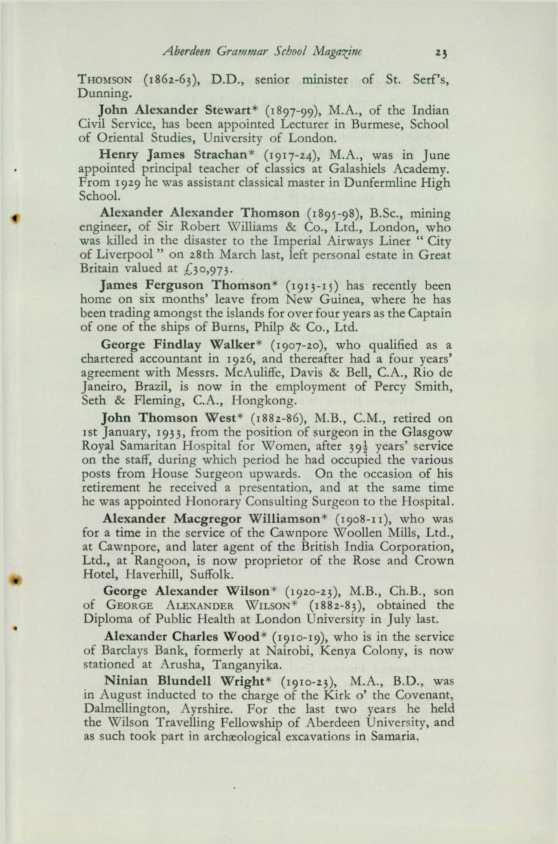 Aberdeen Grammar School Magazine 23
THOMSON (1862-63), D.D., senior minister of St. Serf's,
Dunning.
John Alexander Stewart* (1897-99), M.A., of the Indian
Civil Service, has been appointed Lecturer in Burmese, School
of Oriental Studies, University of London.
Henry James Strachan* (1917-24), M.A., was in June
appointed principal teacher of classics at Galashiels Academy.
From 1929 he was assistant classical master in Dunfermline High
School.
Alexander Alexander Thomson (1895-98), B.Sc., mining
engineer, of Sir Robert Williams & Co., Ltd., London, who
was killed in the disaster to the Imperial Airways Liner " City
of Liverpool " on 28th March last, left personal estate in Great
Britain valued at £30,973.
James Ferguson Thomson* (1913-15) has recently been
home on six months' leave from New Guinea, where he has
been trading amongst the islands for over four years as the Captain
of one of the ships of Burns, Philp & Co., Ltd.
George Findlay Walker* (1907-20), who qualified as a
chartered accountant in 1926, and thereafter had a four years'
agreement with Messrs. McAuliffe, Davis & Bell, C.A., Rio de
Janeiro, Brazil, is now in the employment of Percy Smith,
Seth & Fleming, C.A., Hongkong.
John Thomson West* (1882-86), M.B., C.M., retired on
1st January, 1933, from the position of surgeon in the Glasgow
Royal Samaritan Hospital for Women, after 39½ years' service
on the staff, during which period he had occupied the various
posts from House Surgeon upwards. On the occasion of his
retirement he received a presentation, and at the same time
he was appointed Honorary Consulting Surgeon to the Hospital.
Alexander Macgregor Williamson* (1908-11), who was
for a time in the service of the Cawnpore Woollen Mills, Ltd.,
at Cawnpore, and later agent of the British India Corporation,
Ltd., at Rangoon, is now proprietor of the Rose and Crown
Hotel, Haverhill, Suffolk.
George Alexander Wilson* (1920-23), M.B., Ch.B., son
of GEORGE ALEXANDER WILSON* (1882-83), obtained the
Diploma of Public Health at London University in July last.
Alexander Charles Wood* (1910-19), who is in the service
of Barclays Bank, formerly at Nairobi, Kenya Colony, is now
stationed at Arusha, Tanganyika.
Ninian Blundell Wright* (1910-23), M.A., B.D., was
in August inducted to the charge of the Kirk o' the Covenant,
Dalmellington, Ayrshire. For the last two years he held
the Wilson Travelling Fellowship of Aberdeen University, and
as such took part in archæological excavations in Samaria.